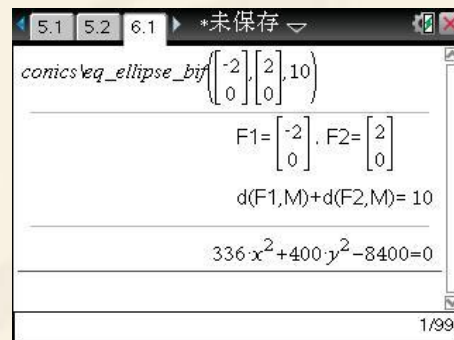 5.1 5.2 6.1 *未保存
conics\eq_ellipse_bif([-2 0],[2 0],10)
F1=[-2 0]. F2=[2 0]
d(F1,M)+d(F2,M)= 10
336·x²+400·y²−8400=0
1/99